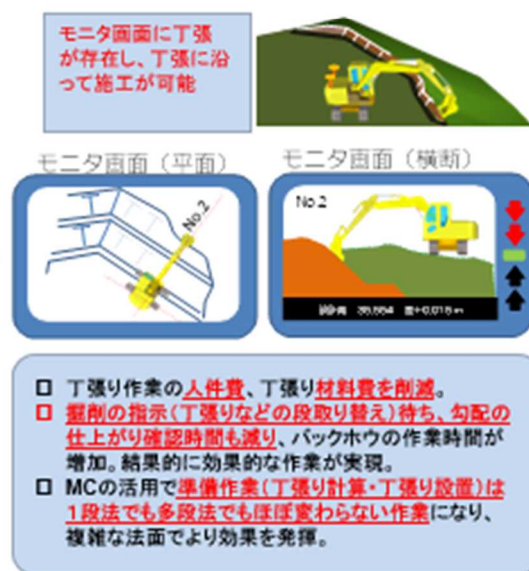 モニタ画面に丁張
が存在し、丁張に沿
って施工が可能
モニタ画面（平面）
モニタ画面（横断）
No.2
No.2
□ 丁張り作業の人件費、丁張り材料費を削減。
□ 掘削の指示（丁張りなどの段取り替え）待ち、勾配の
仕上がり確認時間も減り、バックホウの作業時間が
増加。結果的に効果的な作業が実現。
□ MCの活用で準備作業（丁張り計算・丁張り設置）は
１段法でも多段法でもほぼ変わらない作業になり、
複雑な法面でより効果を発揮。